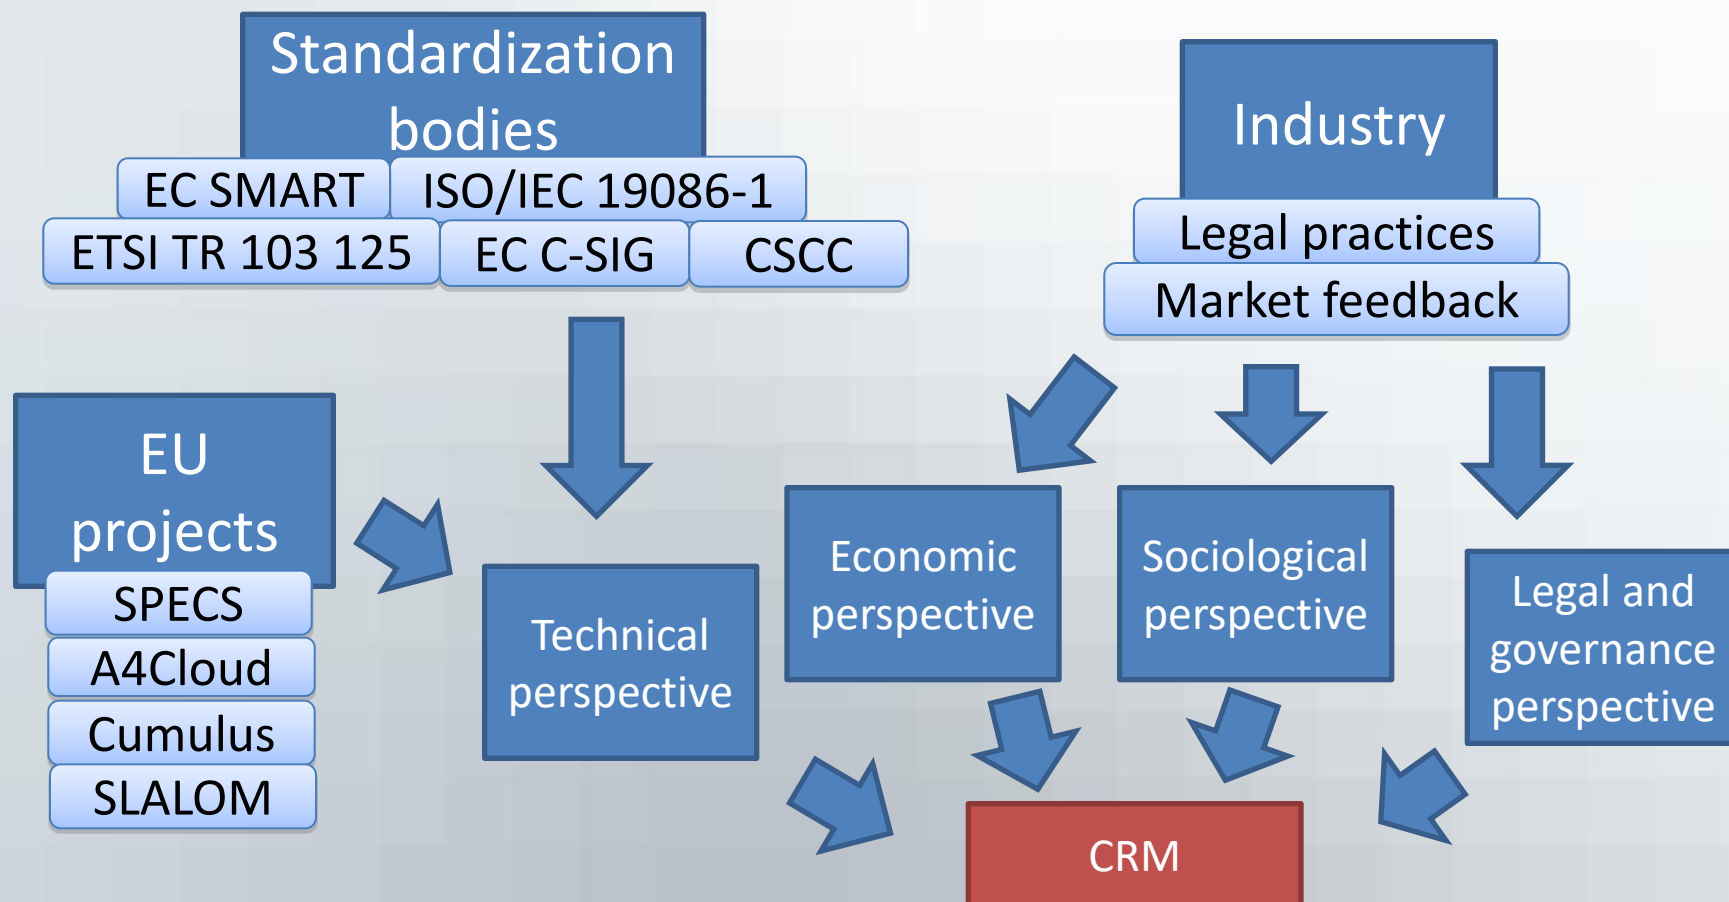 Standardization
bodies
EC SMART
ISO/IEC 19086-1
ETSI TR 103 125
EC C-SIG
CSCC
Industry
Legal practices
Market feedback
EU
projects
SPECS
A4Cloud
Cumulus
SLALOM
Technical
perspective
Economic
perspective
Sociological
perspective
Legal and
governance
perspective
CRM